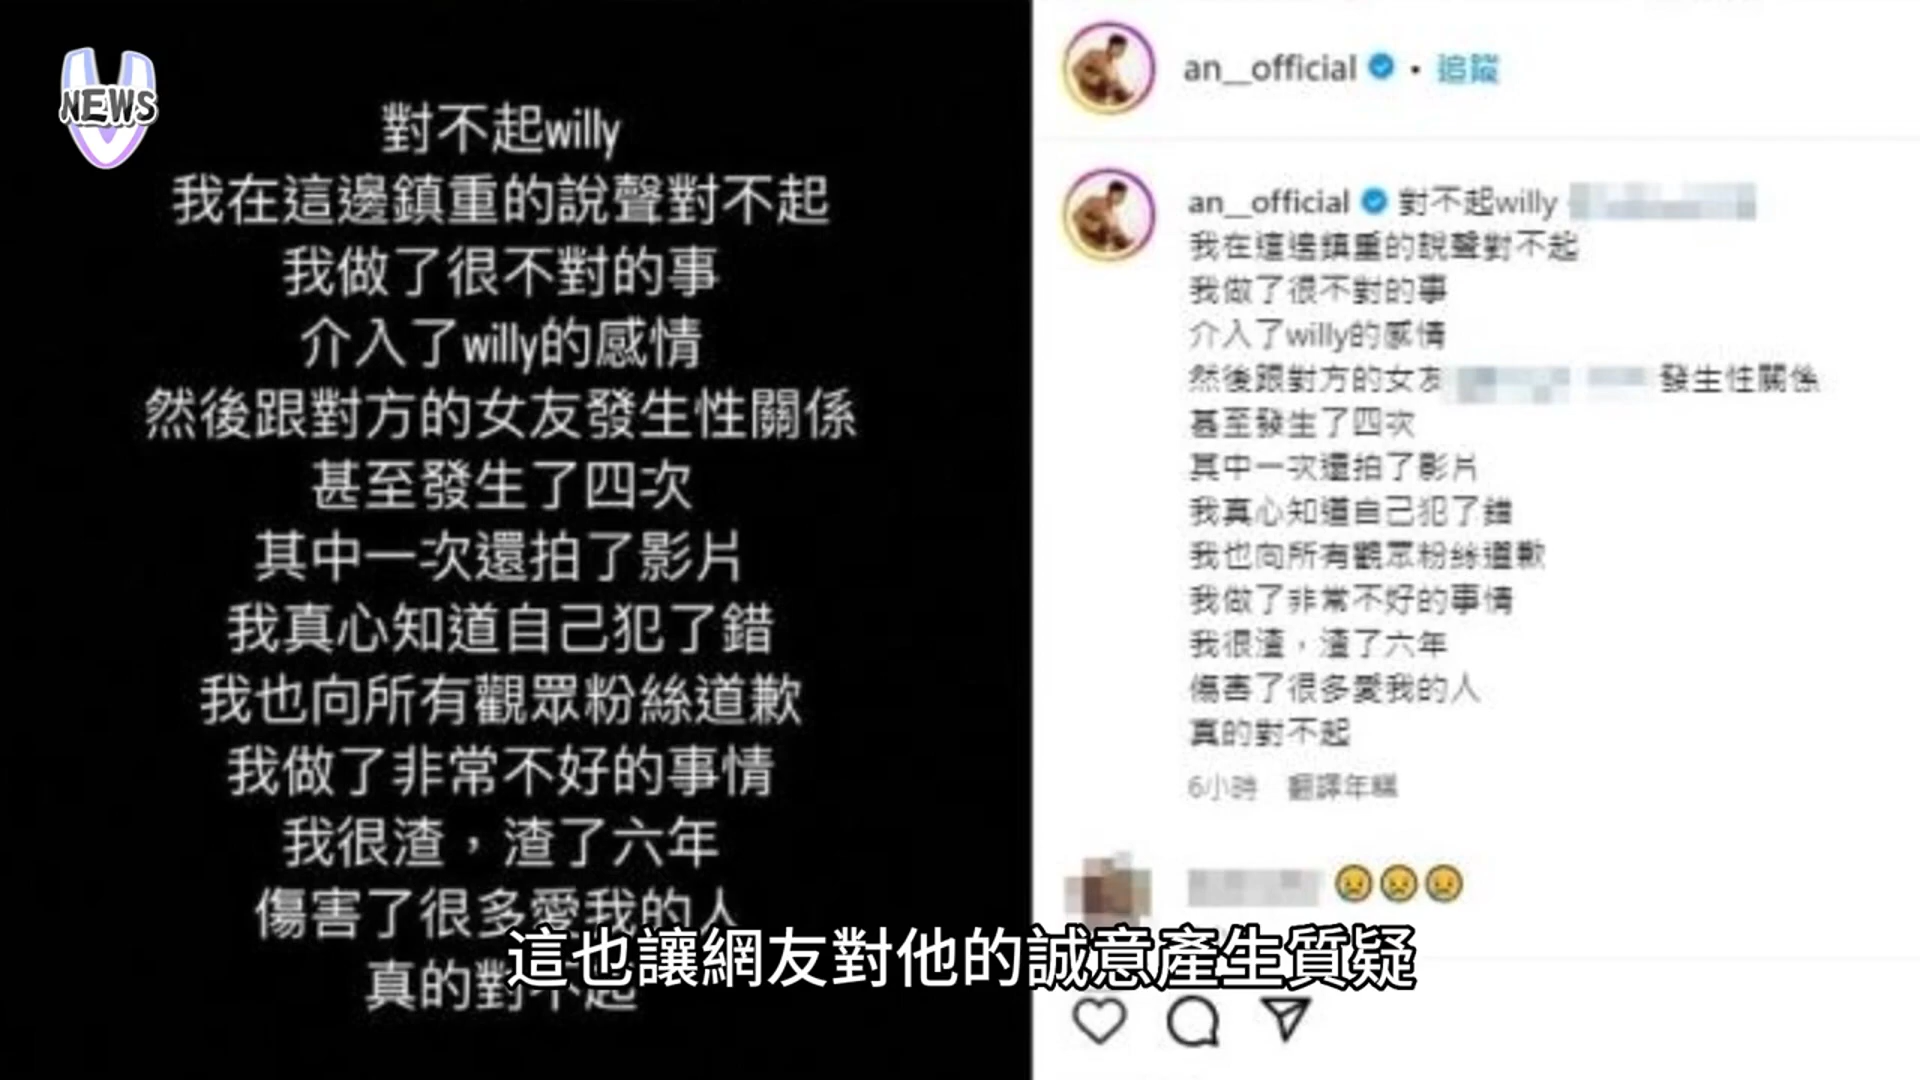 NEWS
對不起willy
我在這邊鎮重的說聲對不起
我做了很不對的事
介入了willy的感情
然後跟對方的女友發生性關係
甚至發生了四次
其中一次還拍了影片
我真心知道自己犯了錯
我也向所有觀眾粉絲道歉
我做了非常不好的事情
我很渣,渣了六年
傷害了很多愛我的人
真的對不起
an__official • 追蹤
an__official 對不起willy
我在這邊鎮重的說聲對不起
我做了很不對的事
介入了willy的感情
然後跟對方的女友 發生性關係
甚至發生了四次
其中一次還拍了影片
我真心知道自己犯了錯
我也向所有觀眾粉絲道歉
我做了非常不好的事情
我很渣,渣了六年
傷害了很多愛我的人
真的對不起
6小時 翻譯年糕
這也讓網友對他的誠意產生質疑